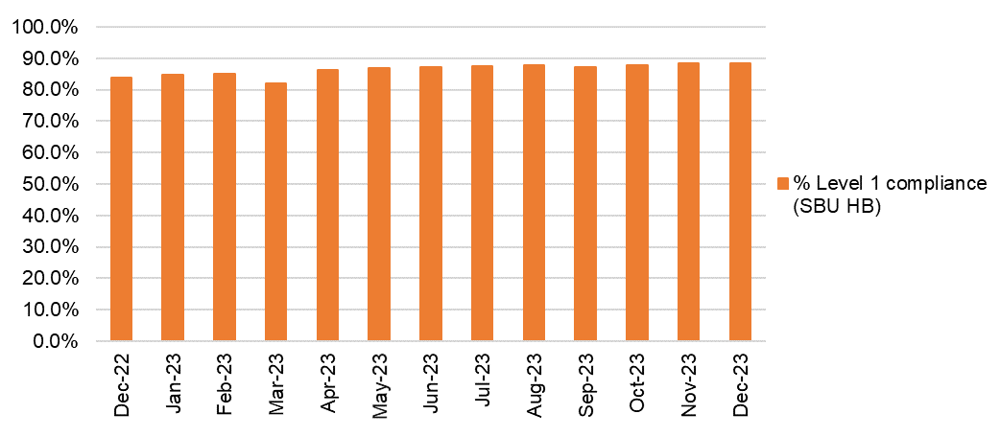 100.0%
90.0%
80.0%
70.0%
60.0%
50.0%
40.0%
30.0%
20.0%
10.0%
0.0%
Dec-22
Jan-23
Feb-23
Mar-23
Apr-23
May-23
Jun-23
Jul-23
Aug-23
Sep-23
Oct-23
Nov-23
Dec-23
% Level 1 compliance
(SBU HB)